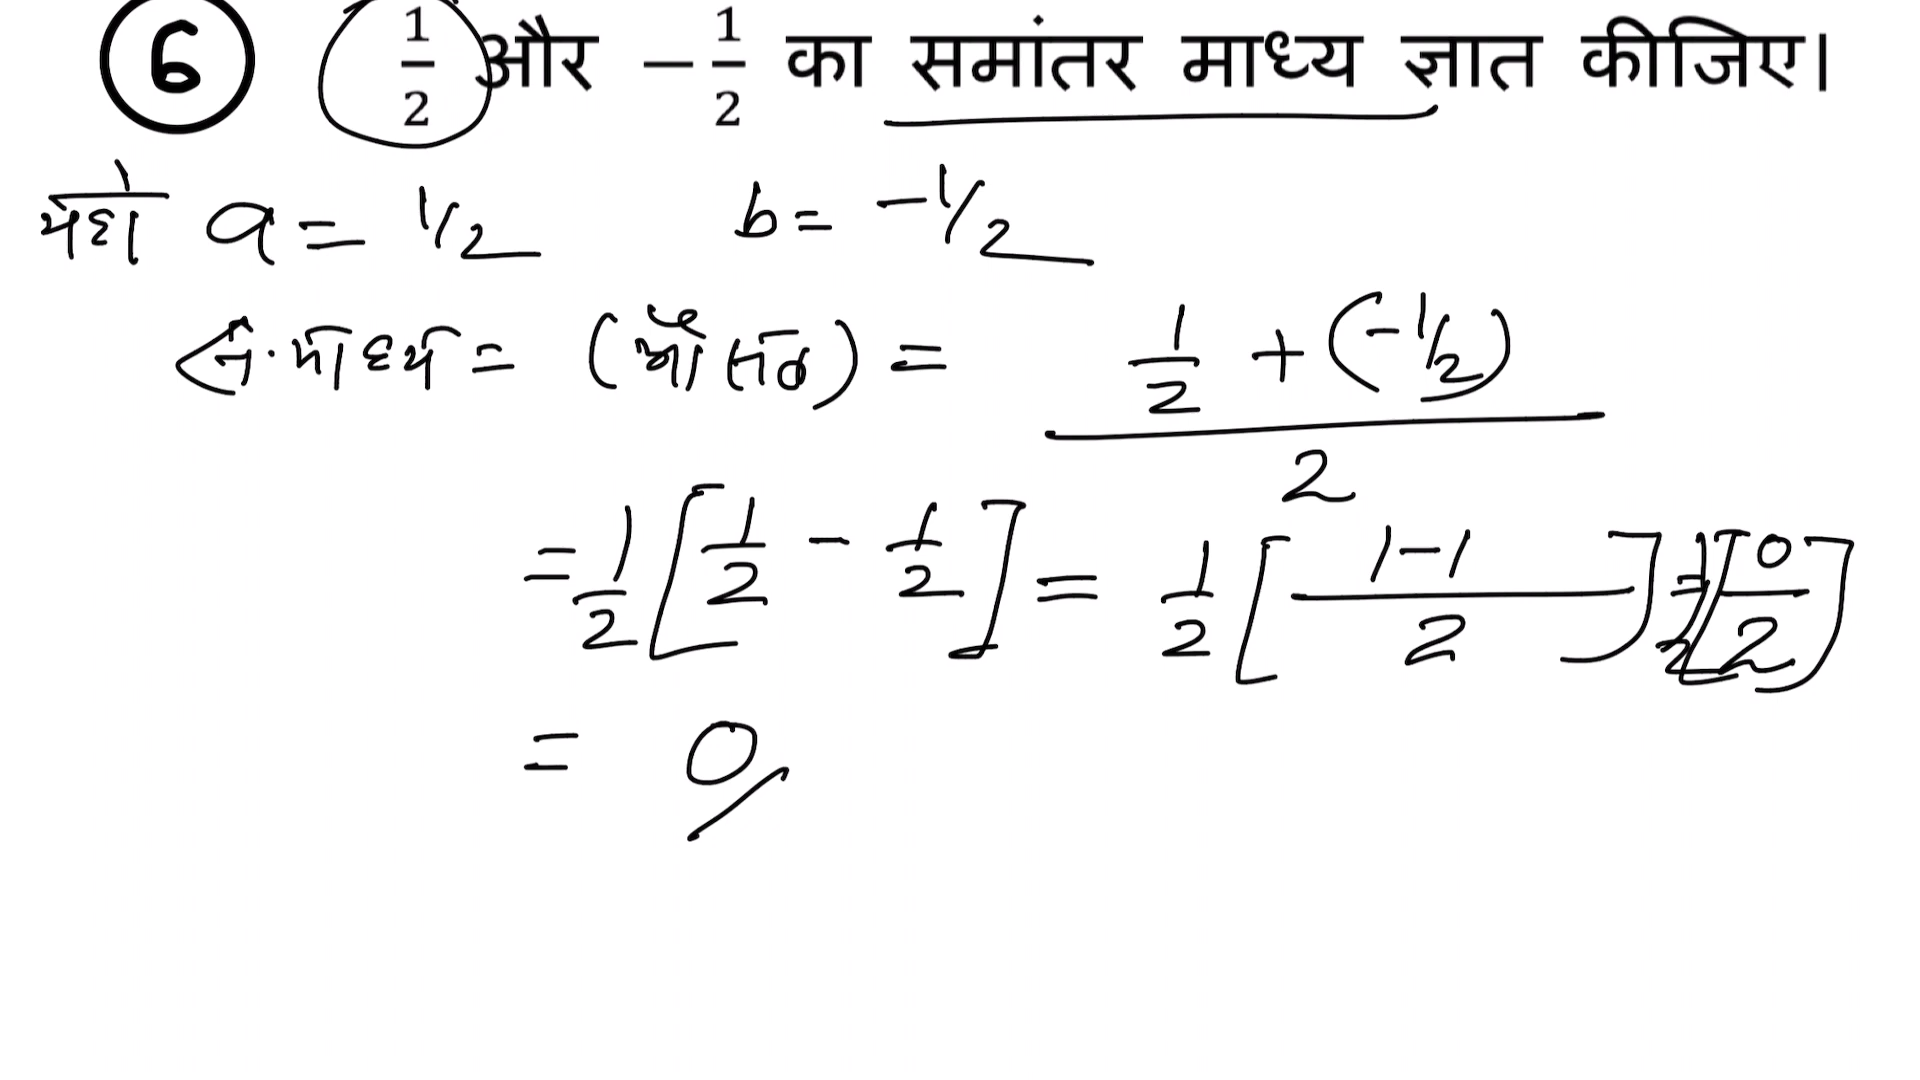 6 1/2 और −1/2 का समांतर माध्य ज्ञात कीजिए।
यहाँ a = 1/2 b = -1/2
स. माध्य = (औसत) = (1/2 + (-1/2))/2
= 1/2 [1/2 - 1/2] = 1/2 [(1-1)/2] = 1/2 [0/2]
= 0